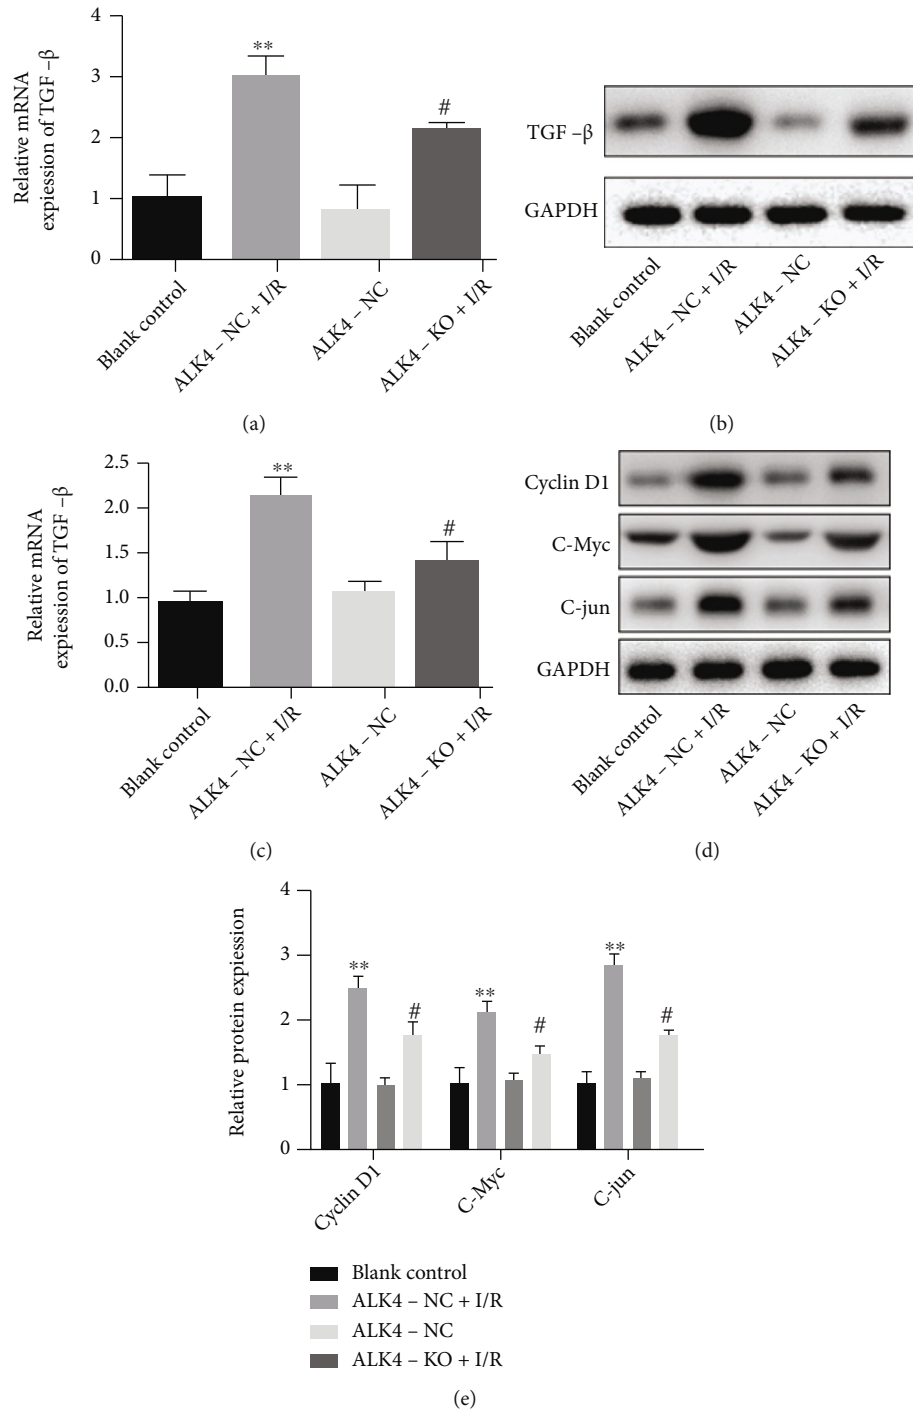 4
3
2
1
0
Relative mRNA
expiession of TGF –β
**
#
Blank control
ALK4 – NC + I/R
ALK4 – NC
ALK4 – KO + I/R
(a)
TGF –β
GAPDH
Blank control
ALK4 – NC + I/R
ALK4 – NC
ALK4 – KO + I/R
(b)
2.5
2.0
1.5
1.0
0.5
0.0
Relative mRNA
expiession of TGF –β
**
#
Blank control
ALK4 – NC + I/R
ALK4 – NC
ALK4 – KO + I/R
(c)
Cyclin D1
C-Myc
C-jun
GAPDH
Blank control
ALK4 – NC + I/R
ALK4 – NC
ALK4 – KO + I/R
(d)
4
3
2
1
0
Relative protein expiession
**
#
**
#
**
#
Cyclin D1
C-Myc
C-jun
Blank control
ALK4 – NC + I/R
ALK4 – NC
ALK4 – KO + I/R
(e)